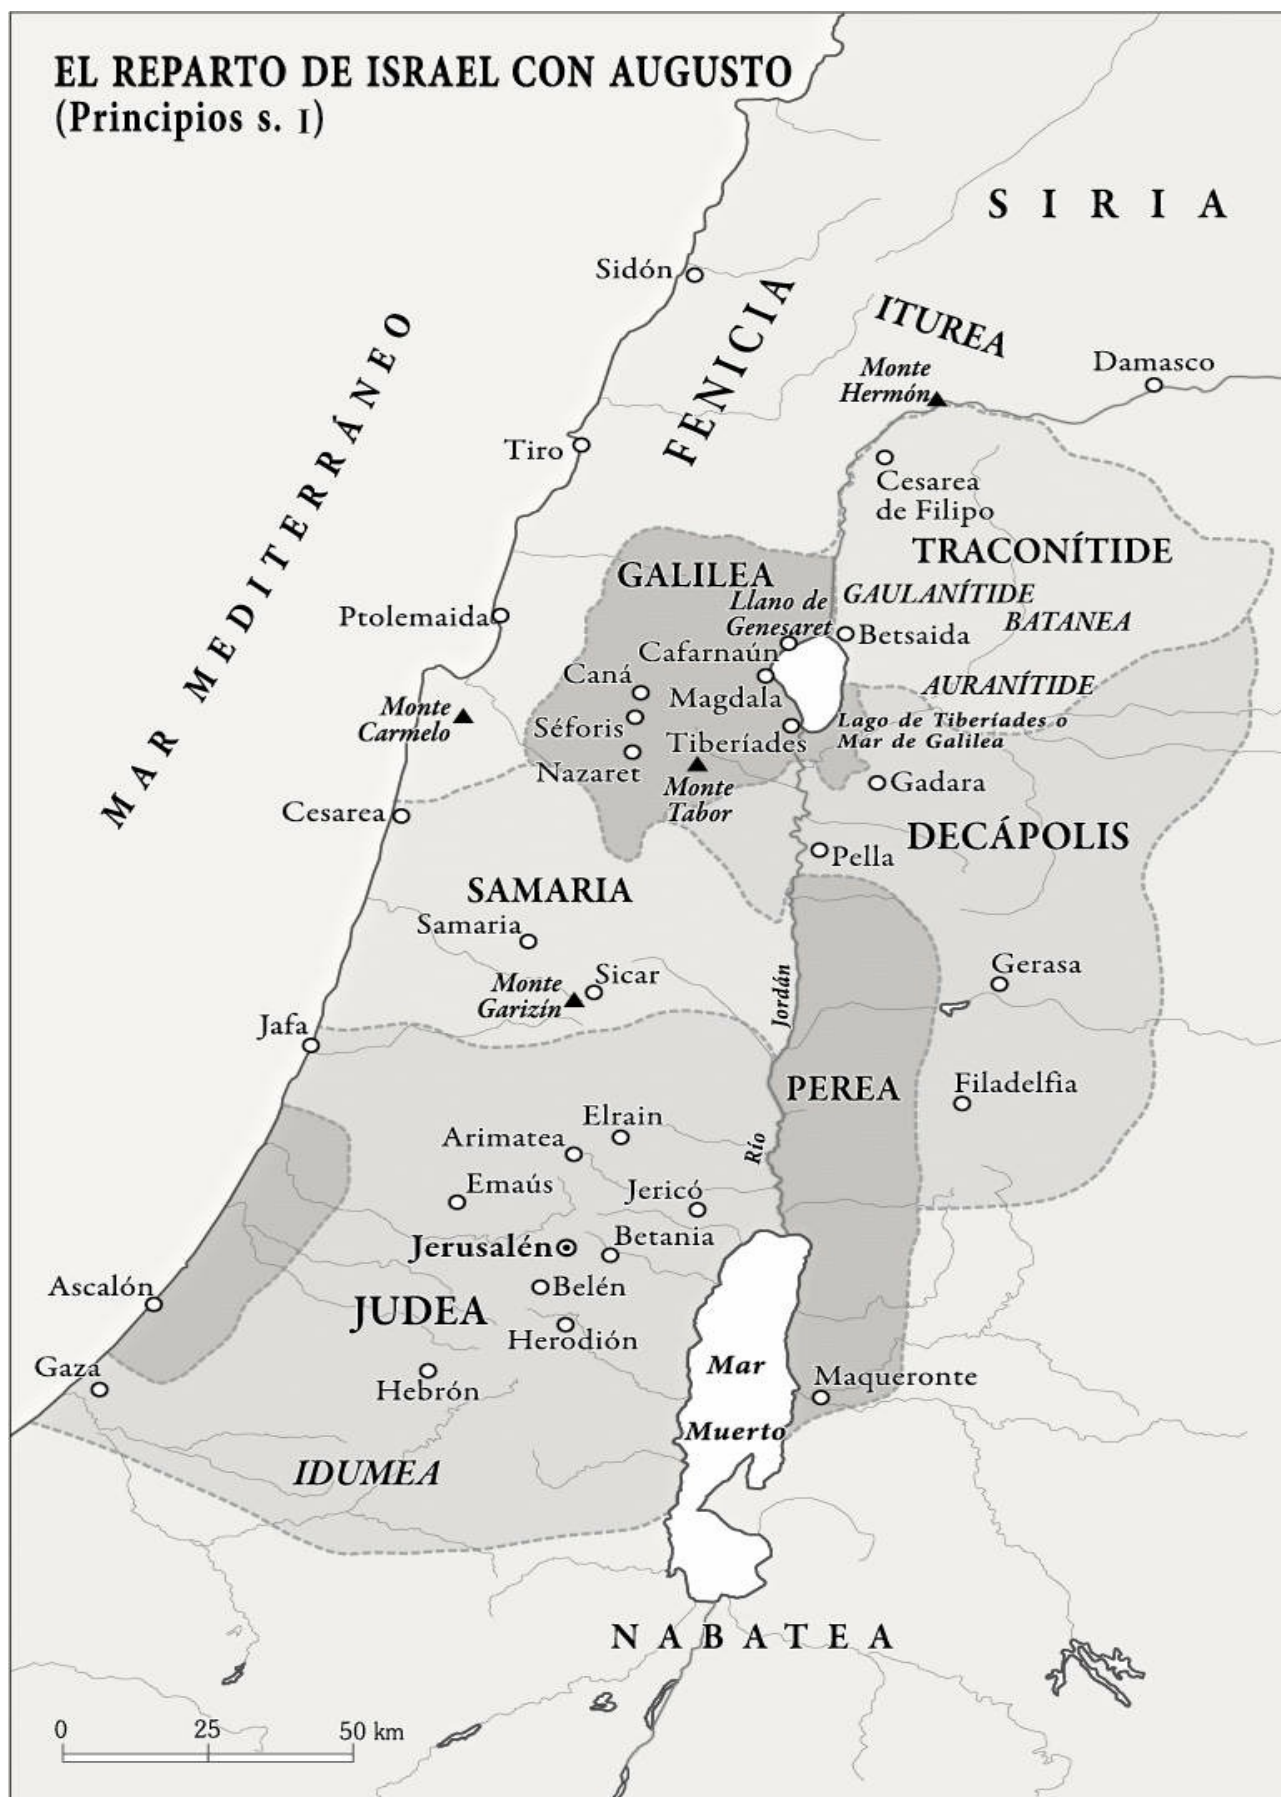 EL REPARTO DE ISRAEL CON AUGUSTO
(Principios s. I)
SIRIA
Sidón
FENICIA
ITUREA
MAR MEDITERRÁNEO
Damasco
Monte
Hermón
Tiro
Cesarea
de Filipo
TRACONÍTIDE
GALILEA
GAULANÍTIDE
Llano de
Genesaret
BATANEA
Ptolemaida
Betsaida
Cafarnaún
Caná
AURANÍTIDE
Magdala
Monte
Carmelo
Séforis
Lago de Tiberíades o
Mar de Galilea
Tiberíades
Nazaret
Monte
Tabor
Gadara
Cesarea
DECÁPOLIS
Pella
SAMARIA
Samaria
Sicar
Gerasa
Monte
Garizín
Jordán
Jafa
PEREA
Filadelfia
Elrain
Arimatea
Río
Emaús
Jericó
Betania
Jerusalén
Ascalón
Belén
JUDEA
Herodión
Gaza
Mar
Muerto
Maqueronte
Hebrón
IDUMEA
NABATEA
0 25 50 km